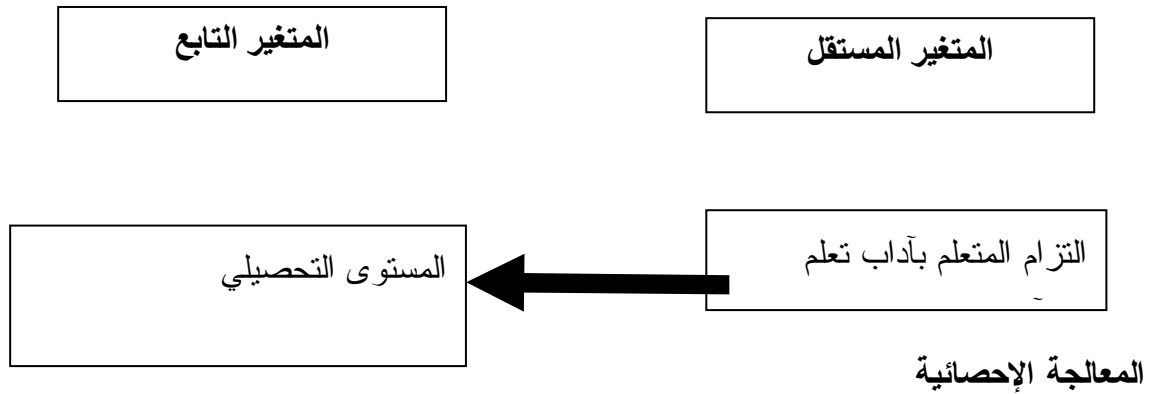 المتغير المستقل
المتغير التابع
التزام المتعلم بآداب تعلم
المستوى التحصيلي
المعالجة الإحصائية